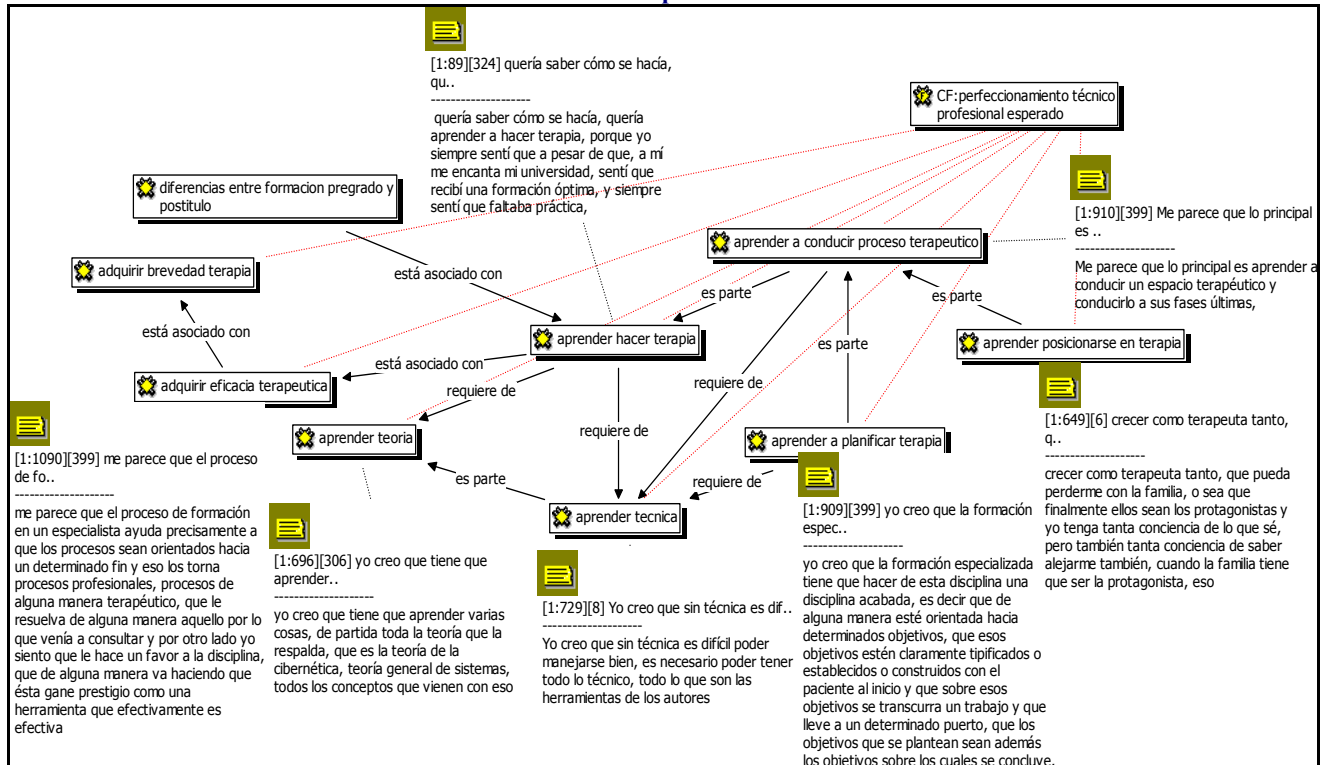 [1:89][324] quería saber cómo se hacía,
qu..
--------------------
quería saber cómo se hacía, quería
aprender a hacer terapia, porque yo
siempre sentí que a pesar de que, a mí
me encanta mi universidad, sentí que
recibí una formación óptima, y siempre
sentí que faltaba práctica,
CF:perfeccionamiento técnico
profesional esperado
diferencias entre formacion pregrado y
postitulo
[1:910][399] Me parece que lo principal
es ..
-------------------
Me parece que lo principal es aprender a
conducir un espacio terapéutico y
conducirlo a sus fases últimas,
aprender a conducir proceso terapeutico
adquirir brevedad terapia
está asociado con
es parte
es parte
está asociado con
aprender hacer terapia
es parte
aprender posicionarse en terapia
está asociado con
adquirir eficacia terapeutica
requiere de
requiere de
requiere de
aprender teoria
aprender a planificar terapia
es parte
requiere de
aprender tecnica
[1:1090][399] me parece que el proceso
de fo..
--------------------
me parece que el proceso de formación
en un especialista ayuda precisamente a
que los procesos sean orientados hacia
un determinado fin y eso los torna
procesos profesionales, procesos de
alguna manera terapéutico, que le
resuelva de alguna manera aquello por lo
que venía a consultar y por otro lado yo
siento que le hace un favor a la disciplina,
que de alguna manera va haciendo que
ésta gane prestigio como una
herramienta que efectivamente es
efectiva
[1:696][306] yo creo que tiene que
aprender..
--------------------
yo creo que tiene que aprender varias
cosas, de partida toda la teoría que la
respalda, que es la teoría de la
cibernética, teoría general de sistemas,
todos los conceptos que vienen con eso
[1:729][8] Yo creo que sin técnica es dif..
-------------------
Yo creo que sin técnica es difícil poder
manejarse bien, es necesario poder tener
todo lo técnico, todo lo que son las
herramientas de los autores
[1:909][399] yo creo que la formación
espec..
--------------------
yo creo que la formación especializada
tiene que hacer de esta disciplina una
disciplina acabada, es decir que de
alguna manera esté orientada hacia
determinados objetivos, que esos
objetivos estén claramente tipificados o
establecidos o construidos con el
paciente al inicio y que sobre esos
objetivos se transcurra un trabajo y que
lleve a un determinado puerto, que los
objetivos que se plantean sean además
los objetivos sobre los cuales se concluye.
[1:649][6] crecer como terapeuta tanto,
q..
--------------------
crecer como terapeuta tanto, que pueda
perderme con la familia, o sea que
finalmente ellos sean los protagonistas y
yo tenga tanta conciencia de lo que sé,
pero también tanta conciencia de saber
alejarme también, cuando la familia tiene
que ser la protagonista, eso